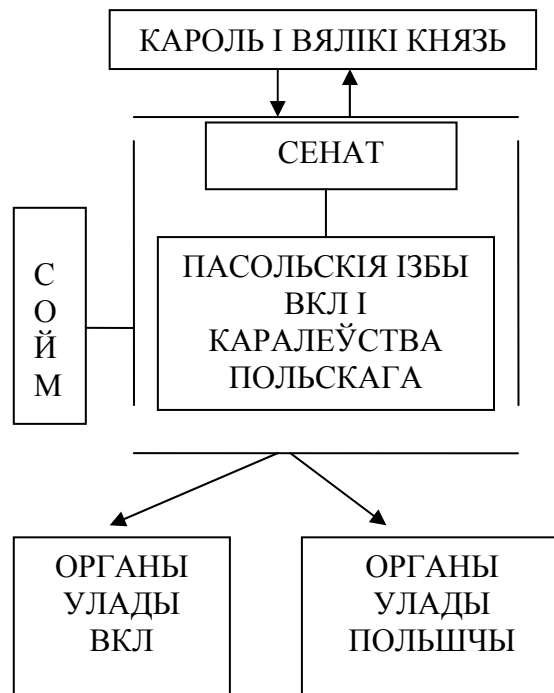 КАРОЛЬ І ВЯЛІКІ КНЯЗЬ
СЕНАТ
С
О
Й
М
ПАСОЛЬСКІЯ ІЗБЫ
ВКЛ І
КАРАЛЕЎСТВА
ПОЛЬСКАГА
ОРГАНЫ
УЛАДЫ
ВКЛ
ОРГАНЫ
УЛАДЫ
ПОЛЬШЧЫ